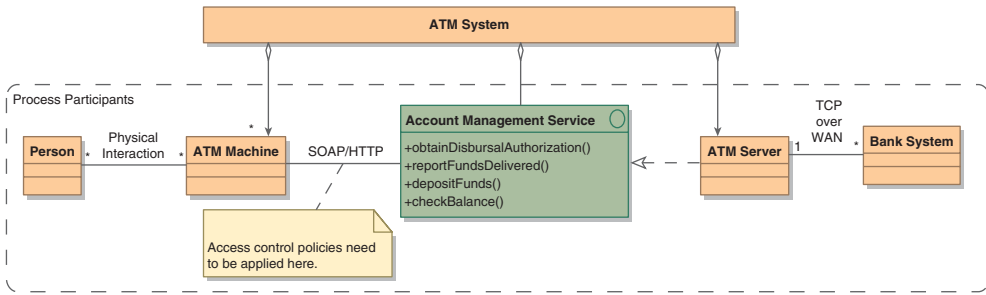 ATM System
Process Participants
Person
*
Physical
Interaction
*
*
ATM Machine
SOAP/HTTP
Account Management Service
+obtainDisbursalAuthorization()
+reportFundsDelivered()
+depositFunds()
+checkBalance()
ATM Server
1
TCP
over
WAN
*
Bank System
Access control policies need
to be applied here.